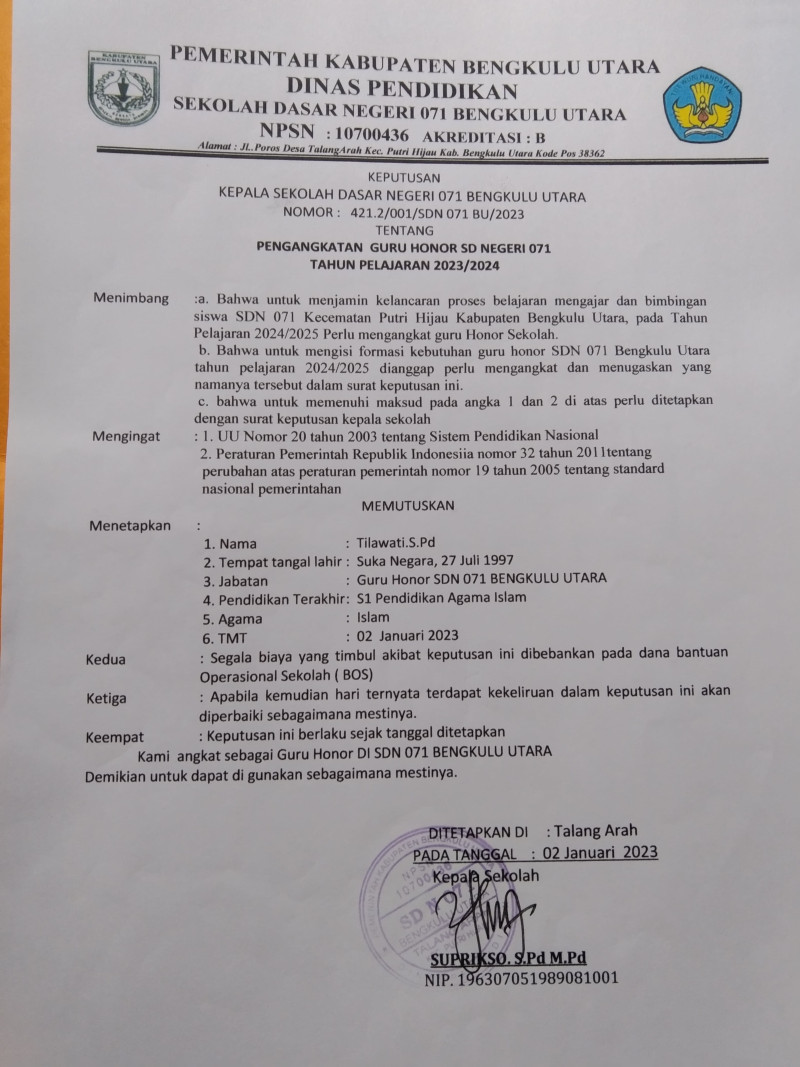 KABUPATEN
BENGKULU UTARA
TUT WURI HANDAYANI
PEMERINTAH KABUPATEN BENGKULU UTARA
DINAS PENDIDIKAN
SEKOLAH DASAR NEGERI 071 BENGKULU UTARA
NPSN : 10700436 AKREDITASI : B
Alamat : JL..Poros Desa TalangArah Kec. Putri Hijau Kab. Bengkulu Utara Kode Pos 38362
KEPUTUSAN
KEPALA SEKOLAH DASAR NEGERI 071 BENGKULU UTARA
NOMOR : 421.2/001/SDN 071 BU/2023
TENTANG
PENGANGKATAN GURU HONOR SD NEGERI 071
TAHUN PELAJARAN 2023/2024
Menimbang :a. Bahwa untuk menjamin kelancaran proses belajaran mengajar dan bimbingan
siswa SDN 071 Kecematan Putri Hijau Kabupaten Bengkulu Utara, pada Tahun
Pelajaran 2024/2025 Perlu mengangkat guru Honor Sekolah.
b. Bahwa untuk mengisi formasi kebutuhan guru honor SDN 071 Bengkulu Utara
tahun pelajaran 2024/2025 dianggap perlu mengangkat dan menugaskan yang
namanya tersebut dalam surat keputusan ini.
c. bahwa untuk memenuhi maksud pada angka 1 dan 2 di atas perlu ditetapkan
dengan surat keputusan kepala sekolah
Mengingat : 1. UU Nomor 20 tahun 2003 tentang Sistem Pendidikan Nasional
2. Peraturan Pemerintah Republik Indonesiia nomor 32 tahun 2011tentang
perubahan atas peraturan pemerintah nomor 19 tahun 2005 tentang standard
nasional pemerintahan
MEMUTUSKAN
Menetapkan :
1. Nama : Tilawati.S.Pd
2. Tempat tangal lahir : Suka Negara, 27 Juli 1997
3. Jabatan : Guru Honor SDN 071 BENGKULU UTARA
4. Pendidikan Terakhir : S1 Pendidikan Agama Islam
5. Agama : Islam
6. TMT : 02 Januari 2023
Kedua : Segala biaya yang timbul akibat keputusan ini dibebankan pada dana bantuan
Operasional Sekolah ( BOS)
Ketiga : Apabila kemudian hari ternyata terdapat kekeliruan dalam keputusan ini akan
diperbaiki sebagaimana mestinya.
Keempat : Keputusan ini berlaku sejak tanggal ditetapkan
Kami angkat sebagai Guru Honor DI SDN 071 BENGKULU UTARA
Demikian untuk dapat di gunakan sebagaimana mestinya.
DITETAPKAN DI : Talang Arah
PADA TANGGAL : 02 Januari 2023
Kepala Sekolah
NPSN
10700436
SD N 071
BENGKULU UTARA
SUPRIKSO. S.Pd M.Pd
NIP. 196307051989081001